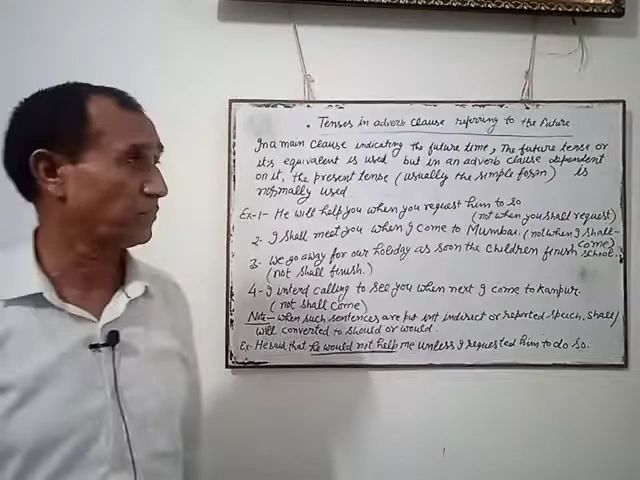 . Tenses in adverb clause referring to the future
In a main clause indicating the future time, The future tense or
it's equivalent is used but in an adverb clause dependent
on it, the present tense (usually the simple form) is
normally used.
Ex-1- He will help you when you request him to so
(not when you shall request)
2- I shall meet you when I come to Mumbai. (not when I shall-
come)
3- We go away for our holiday as soon the children finish school.
(not shall finish.)
4- I intend calling to see you when next I come to Kanpur.
(not shall come)
Note- when such sentences are put int indirect or reported speech, shall/
will converted to should or would.
Ex- He said that he would not help me unless I requested him to do so.